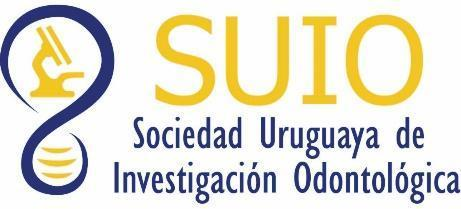 SUIO
Sociedad Uruguaya de
Investigación Odontológica